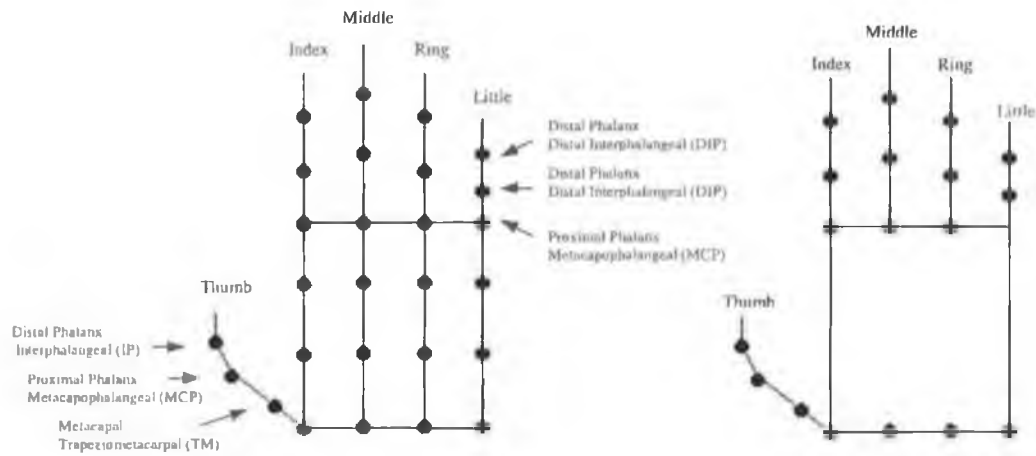 Middle
Index
Ring
Little
Distal Phalanx
Distal Interphalangeal (DIP)
Distal Phalanx
Distal Interphalangeal (DIP)
Proximal Phalanx
Metacapophalangeal (MCP)
Thumb
Distal Phalanx
Interphalangeal (IP)
Proximal Phalanx
Metacapophalangeal (MCP)
Metacapal
Trapeziometacarpal (TM)
Middle
Index
Ring
Little
Thumb